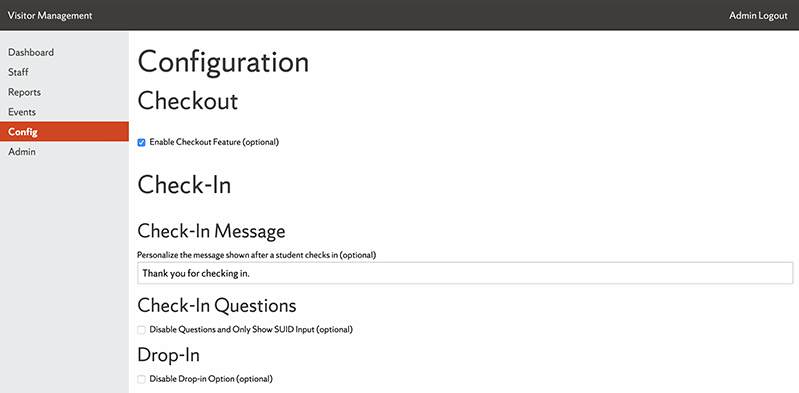 Visitor Management
Admin Logout
Dashboard
Staff
Reports
Events
Config
Admin
Configuration
Checkout
Enable Checkout Feature (optional)
Check-In
Check-In Message
Personalize the message shown after a student checks in (optional)
Thank you for checking in.
Check-In Questions
Disable Questions and Only Show SUID Input (optional)
Drop-In
Disable Drop-in Option (optional)